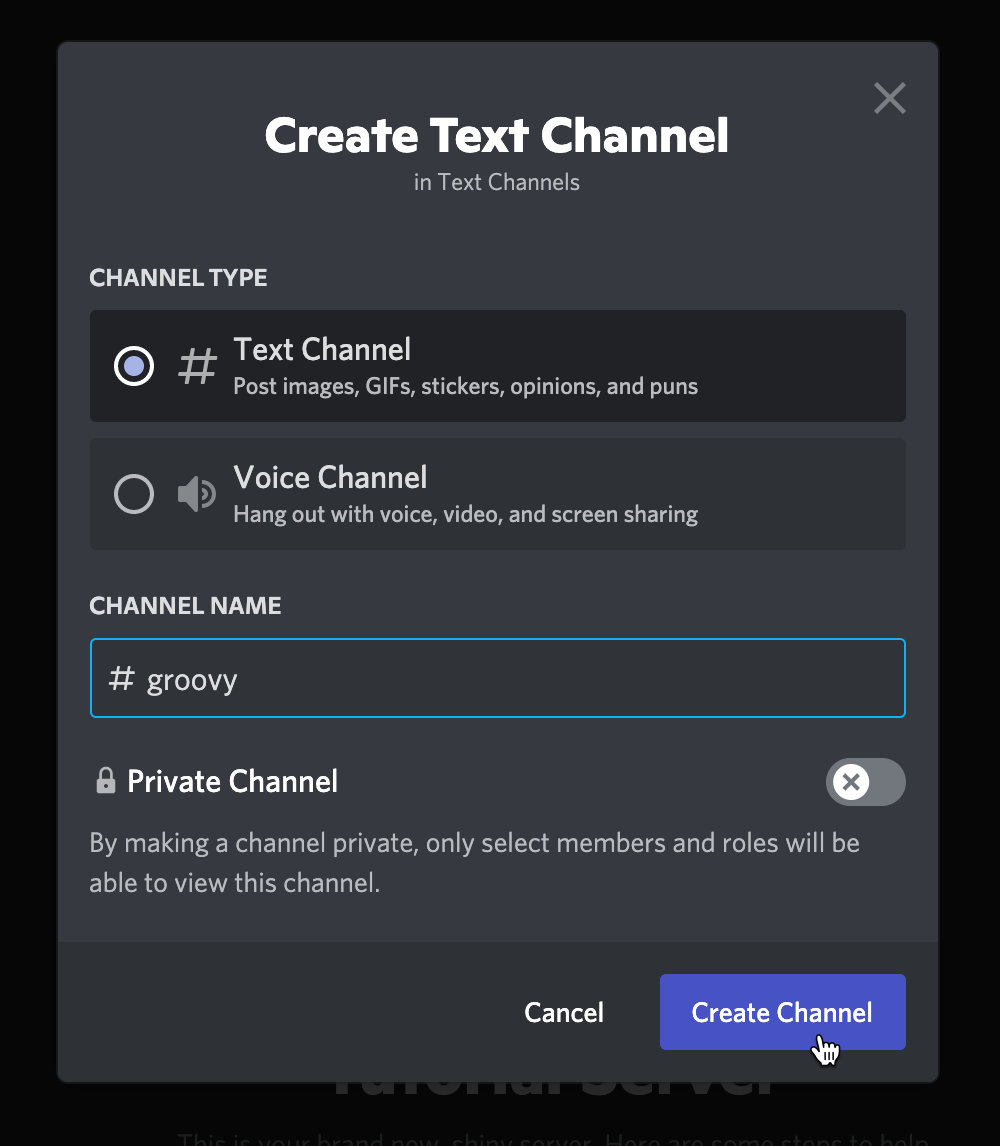 Create Text Channel
in Text Channels
CHANNEL TYPE
# Text Channel
Post images, GIFs, stickers, opinions, and puns
Voice Channel
Hang out with voice, video, and screen sharing
CHANNEL NAME
# groovy
Private Channel
By making a channel private, only select members and roles will be
able to view this channel.
Cancel
Create Channel
Tutorial Server
This is your brand new, shiny server. Here are some steps to help